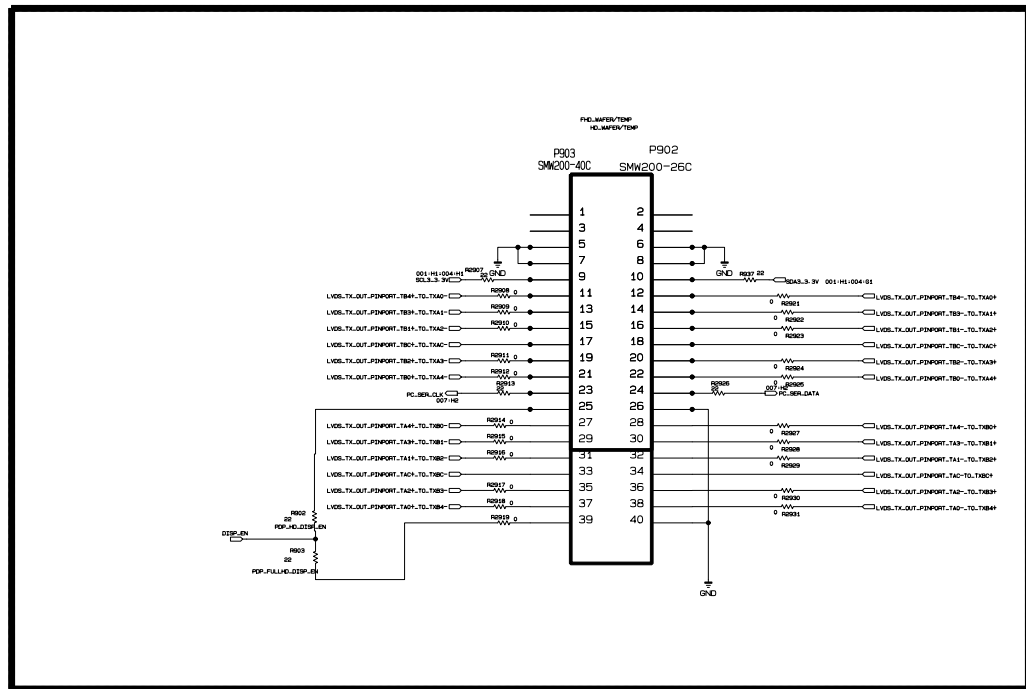 FHD_WAFER/TEMP
HD_WAFER/TEMP
P903 P902
SMW200-40C SMW200-26C
1 2
3 4
5 6
7 8
GND GND
001:H1;004:H1 R2907 22
SCL3_3.3V 9 10 R937 22 SDA3_3.3V 001:H1;004:G1
LVDS_TX_OUT_PINPORT_TB4+_TO_TXA0- R2908 0 11 12 0 R2921 LVDS_TX_OUT_PINPORT_TB4-_TO_TXA0+
LVDS_TX_OUT_PINPORT_TB3+_TO_TXA1- R2909 0 13 14 0 R2922 LVDS_TX_OUT_PINPORT_TB3-_TO_TXA1+
LVDS_TX_OUT_PINPORT_TB1+_TO_TXA2- R2910 0 15 16 0 R2923 LVDS_TX_OUT_PINPORT_TB1-_TO_TXA2+
LVDS_TX_OUT_PINPORT_TBC+_TO_TXAC- 17 18 LVDS_TX_OUT_PINPORT_TBC-_TO_TXAC+
LVDS_TX_OUT_PINPORT_TB2+_TO_TXA3- R2911 0 19 20 0 R2924 LVDS_TX_OUT_PINPORT_TB2-_TO_TXA3+
LVDS_TX_OUT_PINPORT_TB0+_TO_TXA4- R2912 0 21 22 0 R2925 LVDS_TX_OUT_PINPORT_TB0-_TO_TXA4+
PC_SER_CLK 007:H2 R2913 22 23 24 R2926 22 007:H2 PC_SER_DATA
25 26
LVDS_TX_OUT_PINPORT_TA4+_TO_TXB0- R2914 0 27 28 0 R2927 LVDS_TX_OUT_PINPORT_TA4-_TO_TXB0+
LVDS_TX_OUT_PINPORT_TA3+_TO_TXB1- R2915 0 29 30 0 R2928 LVDS_TX_OUT_PINPORT_TA3-_TO_TXB1+
LVDS_TX_OUT_PINPORT_TA1+_TO_TXB2- R2916 0 31 32 0 R2929 LVDS_TX_OUT_PINPORT_TA1-_TO_TXB2+
LVDS_TX_OUT_PINPORT_TAC+_TO_TXBC- 33 34 LVDS_TX_OUT_PINPORT_TAC-TO_TXBC+
LVDS_TX_OUT_PINPORT_TA2+_TO_TXB3- R2917 0 35 36 0 R2930 LVDS_TX_OUT_PINPORT_TA2-_TO_TXB3+
LVDS_TX_OUT_PINPORT_TA0+_TO_TXB4- R2918 0 37 38 0 R2931 LVDS_TX_OUT_PINPORT_TA0-_TO_TXB4+
R2919 0 39 40
R902
22
PDP_HD_DISP_EN
DISP_EN
R903
22
PDP_FULLHD_DISP_EN
GND